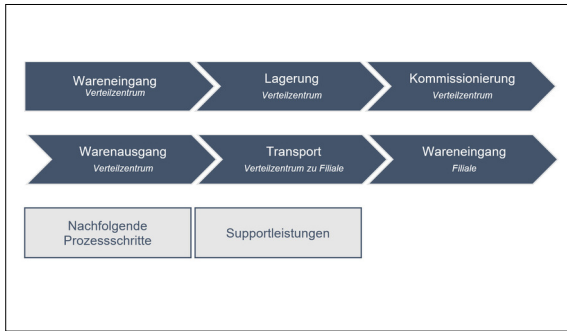 Wareneingang
Verteilzentrum
Lagerung
Verteilzentrum
Kommissionierung
Verteilzentrum
Warenausgang
Verteilzentrum
Transport
Verteilzentrum zu Filiale
Wareneingang
Filiale
Nachfolgende
Prozessschritte
Supportleistungen